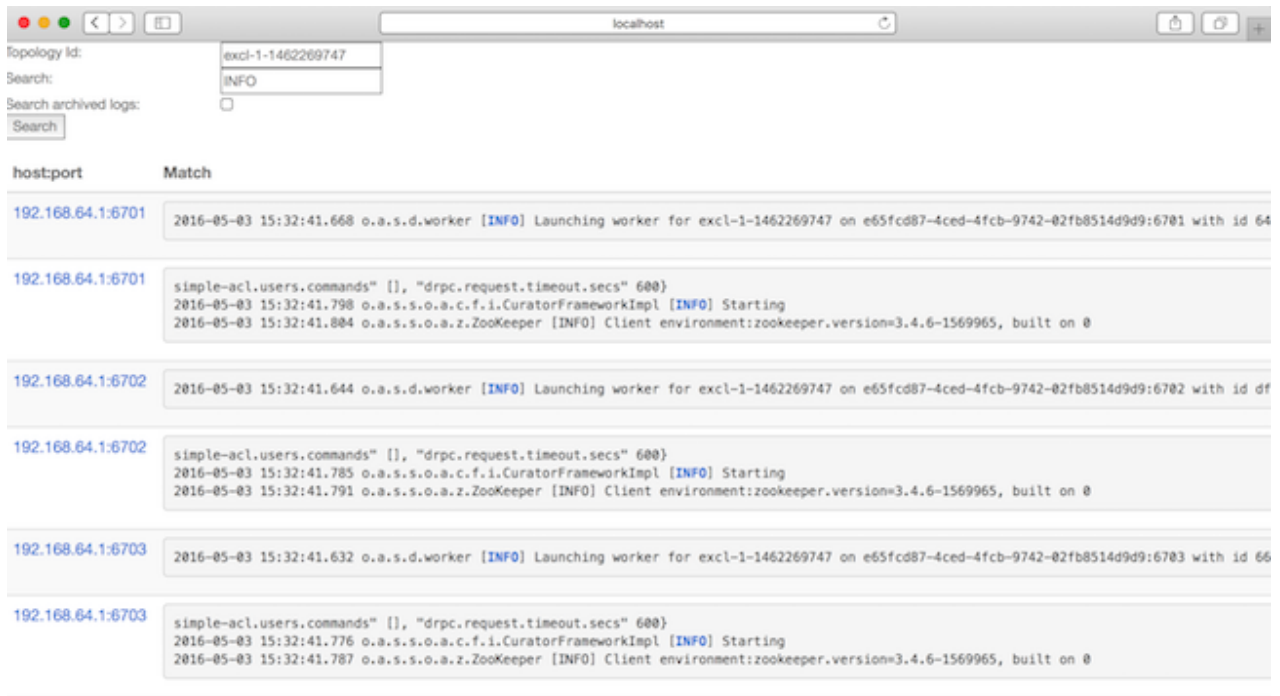 localhost
Topology Id: excl-1-1462269747
Search: INFO
Search archived logs:
Search
host:port Match
192.168.64.1:6701 2016-05-03 15:32:41.668 o.a.s.d.worker [INFO] Launching worker for excl-1-1462269747 on e65fcd87-4ced-4fcb-9742-02fb8514d9d9:6701 with id 64
192.168.64.1:6701 simple-acl.users.commands" [], "drpc.request.timeout.secs" 600}
2016-05-03 15:32:41.798 o.a.s.s.o.a.c.f.i.CuratorFrameworkImpl [INFO] Starting
2016-05-03 15:32:41.804 o.a.s.s.o.a.z.ZooKeeper [INFO] Client environment:zookeeper.version=3.4.6-1569965, built on 0
192.168.64.1:6702 2016-05-03 15:32:41.644 o.a.s.d.worker [INFO] Launching worker for excl-1-1462269747 on e65fcd87-4ced-4fcb-9742-02fb8514d9d9:6702 with id df
192.168.64.1:6702 simple-acl.users.commands" [], "drpc.request.timeout.secs" 600}
2016-05-03 15:32:41.785 o.a.s.s.o.a.c.f.i.CuratorFrameworkImpl [INFO] Starting
2016-05-03 15:32:41.791 o.a.s.s.o.a.z.ZooKeeper [INFO] Client environment:zookeeper.version=3.4.6-1569965, built on 0
192.168.64.1:6703 2016-05-03 15:32:41.632 o.a.s.d.worker [INFO] Launching worker for excl-1-1462269747 on e65fcd87-4ced-4fcb-9742-02fb8514d9d9:6703 with id 66
192.168.64.1:6703 simple-acl.users.commands" [], "drpc.request.timeout.secs" 600}
2016-05-03 15:32:41.776 o.a.s.s.o.a.c.f.i.CuratorFrameworkImpl [INFO] Starting
2016-05-03 15:32:41.787 o.a.s.s.o.a.z.ZooKeeper [INFO] Client environment:zookeeper.version=3.4.6-1569965, built on 0